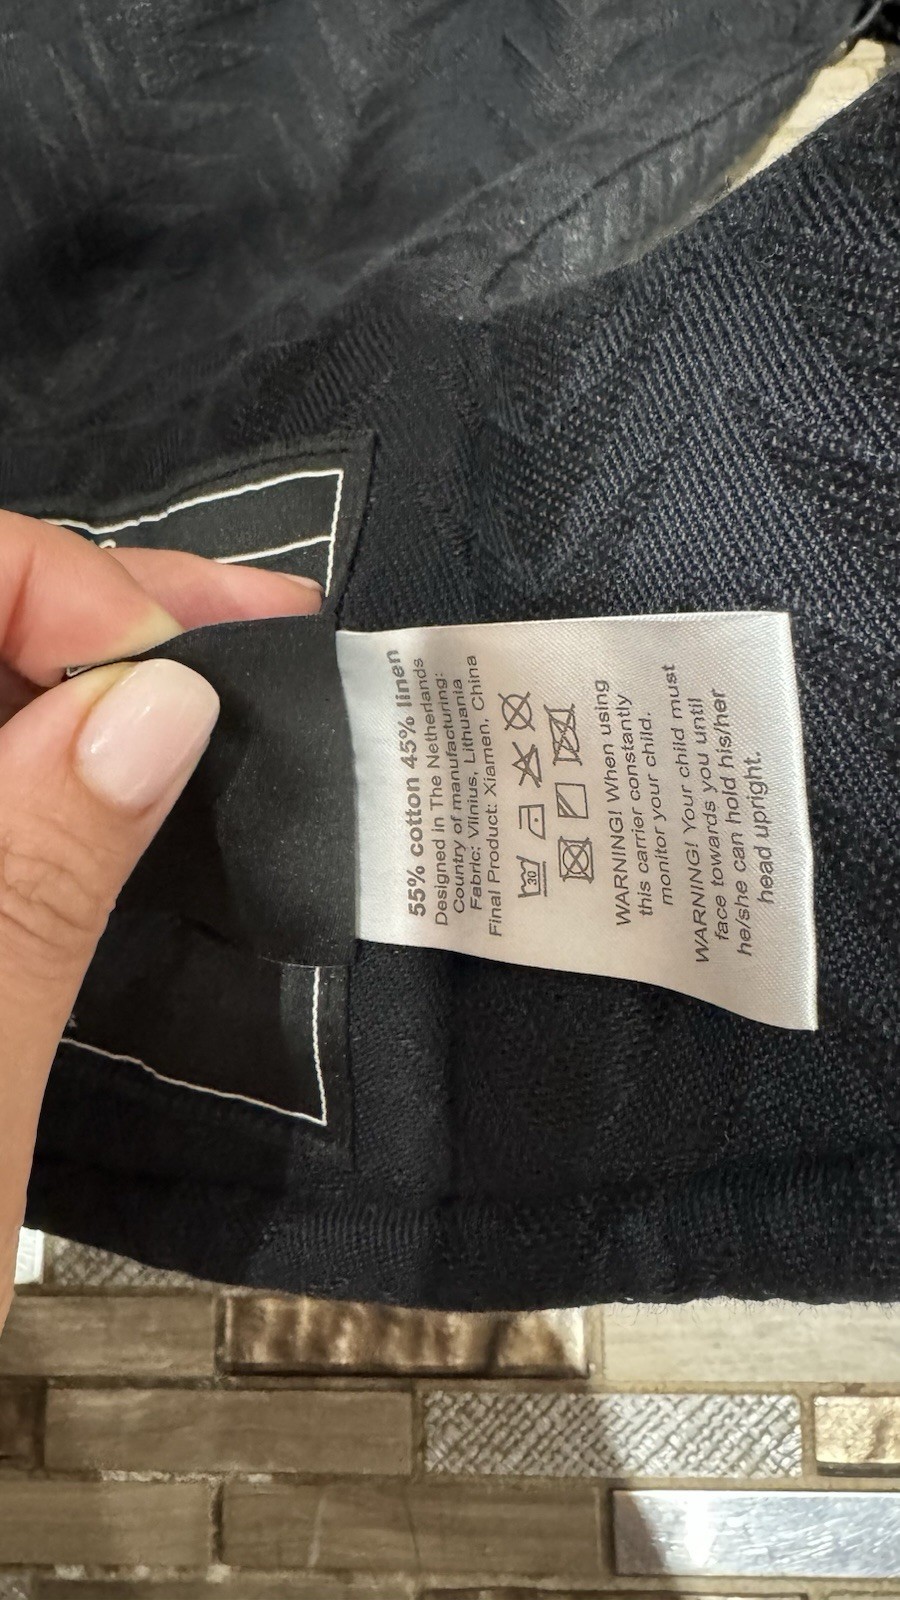 55% cotton 45% linen
Designed in The Netherlands
Country of manufacturing:
Fabric: Vilnius, Lithuania
Final Product: Xiamen, China
30
WARNING! When using
this carrier constantly
monitor your child.
WARNING! Your child must
face towards you until
he/she can hold his/her
head upright.